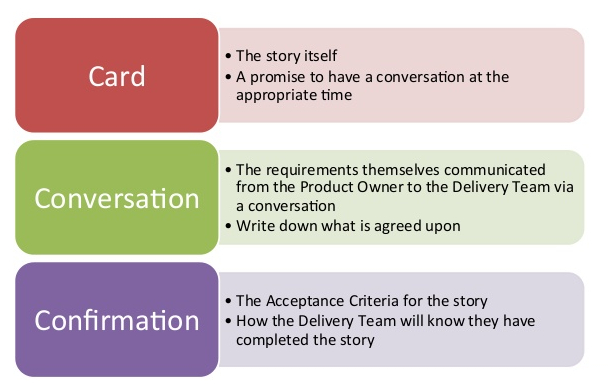 Card
• The story itself
• A promise to have a conversation at the
appropriate time
Conversation
• The requirements themselves communicated
from the Product Owner to the Delivery Team via
a conversation
• Write down what is agreed upon
Confirmation
• The Acceptance Criteria for the story
• How the Delivery Team will know they have
completed the story